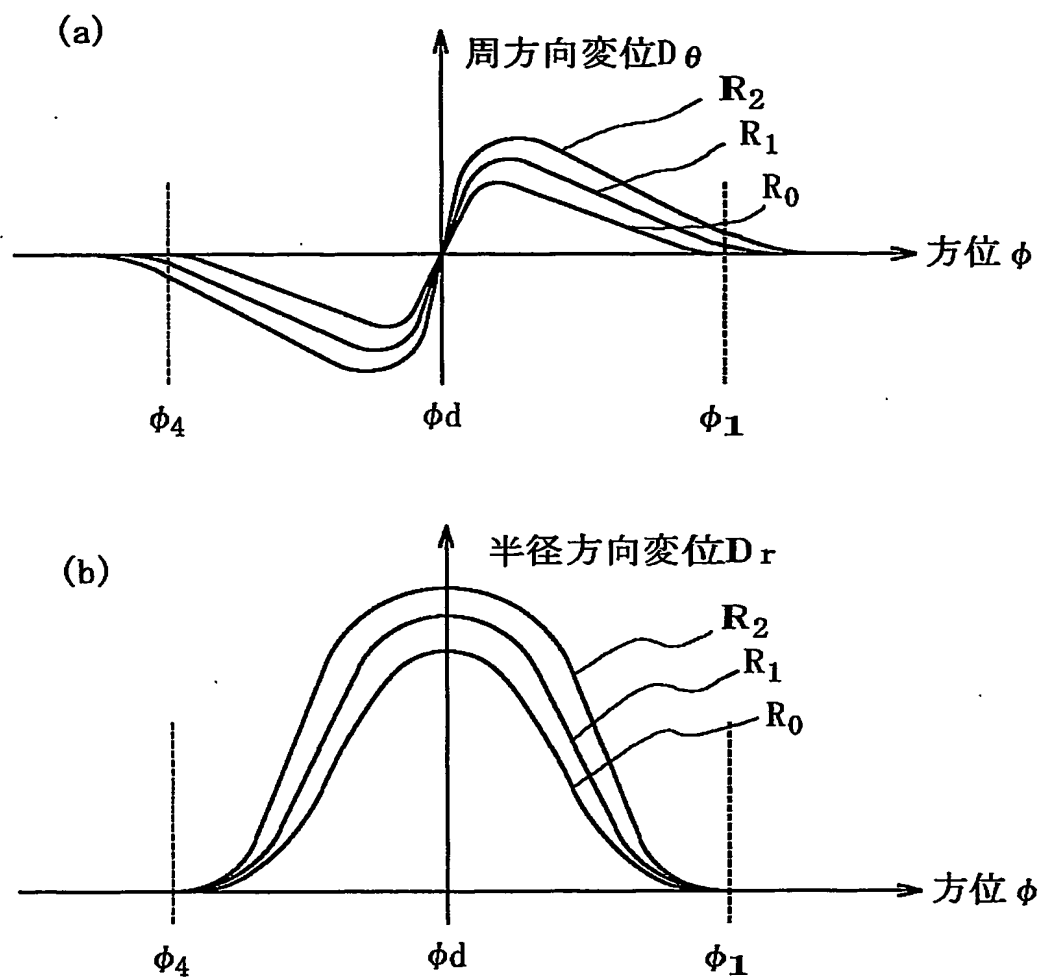 (a)
周方向変位Dθ
R₂
R₁
R₀
方位 φ
φ₄
φd
φ₁
(b)
半径方向変位Dr
R₂
R₁
R₀
方位 φ
φ₄
φd
φ₁